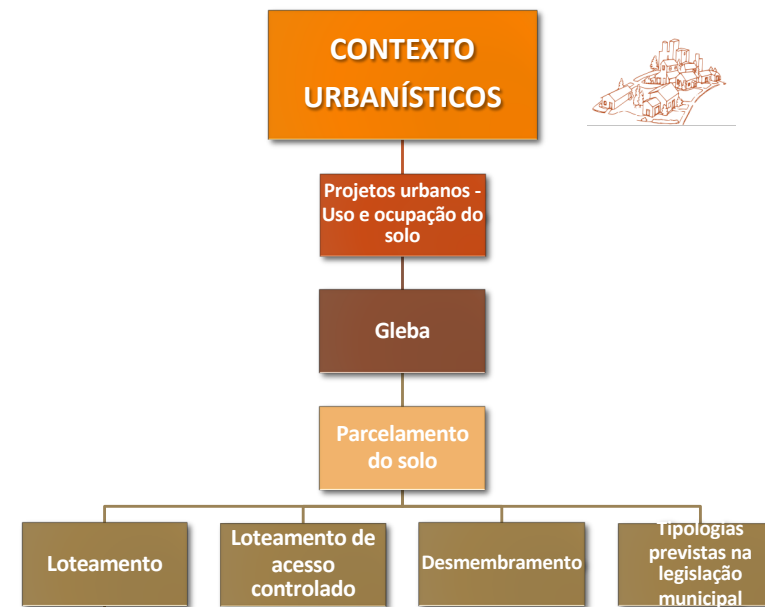 CONTEXTO
URBANÍSTICOS
Projetos urbanos -
Uso e ocupação do
solo
Gleba
Parcelamento
do solo
Loteamento
Loteamento de
acesso
controlado
Desmembramento
Tipologias
previstas na
legislação
municipal